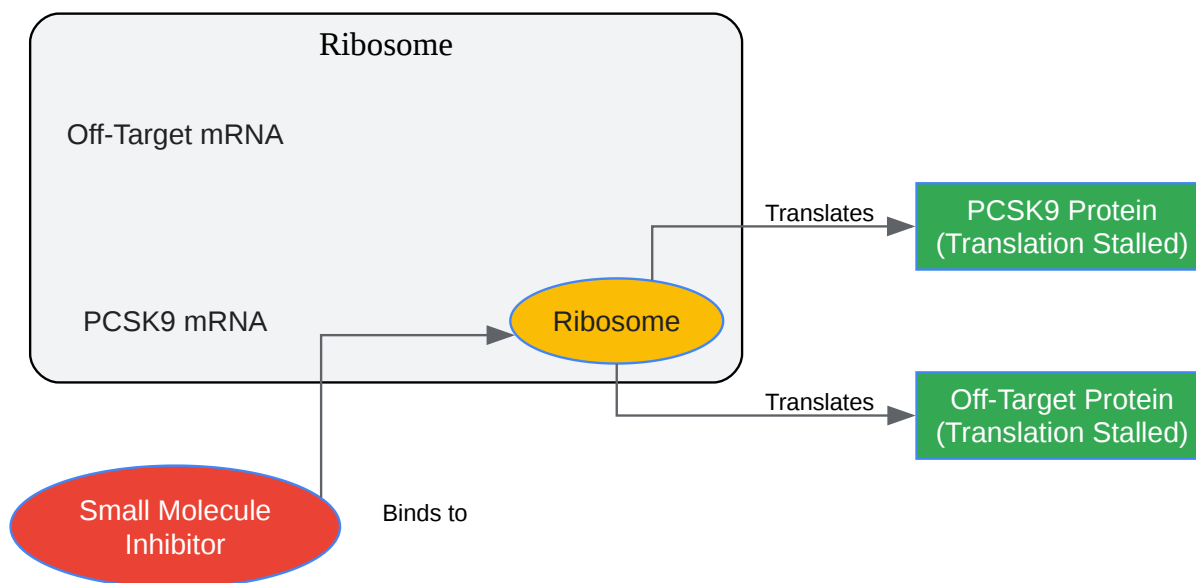 Ribosome
Off-Target mRNA
Translates
PCSK9 Protein
(Translation Stalled)
PCSK9 mRNA
Ribosome
Translates
Off-Target Protein
(Translation Stalled)
Small Molecule
Inhibitor
Binds to